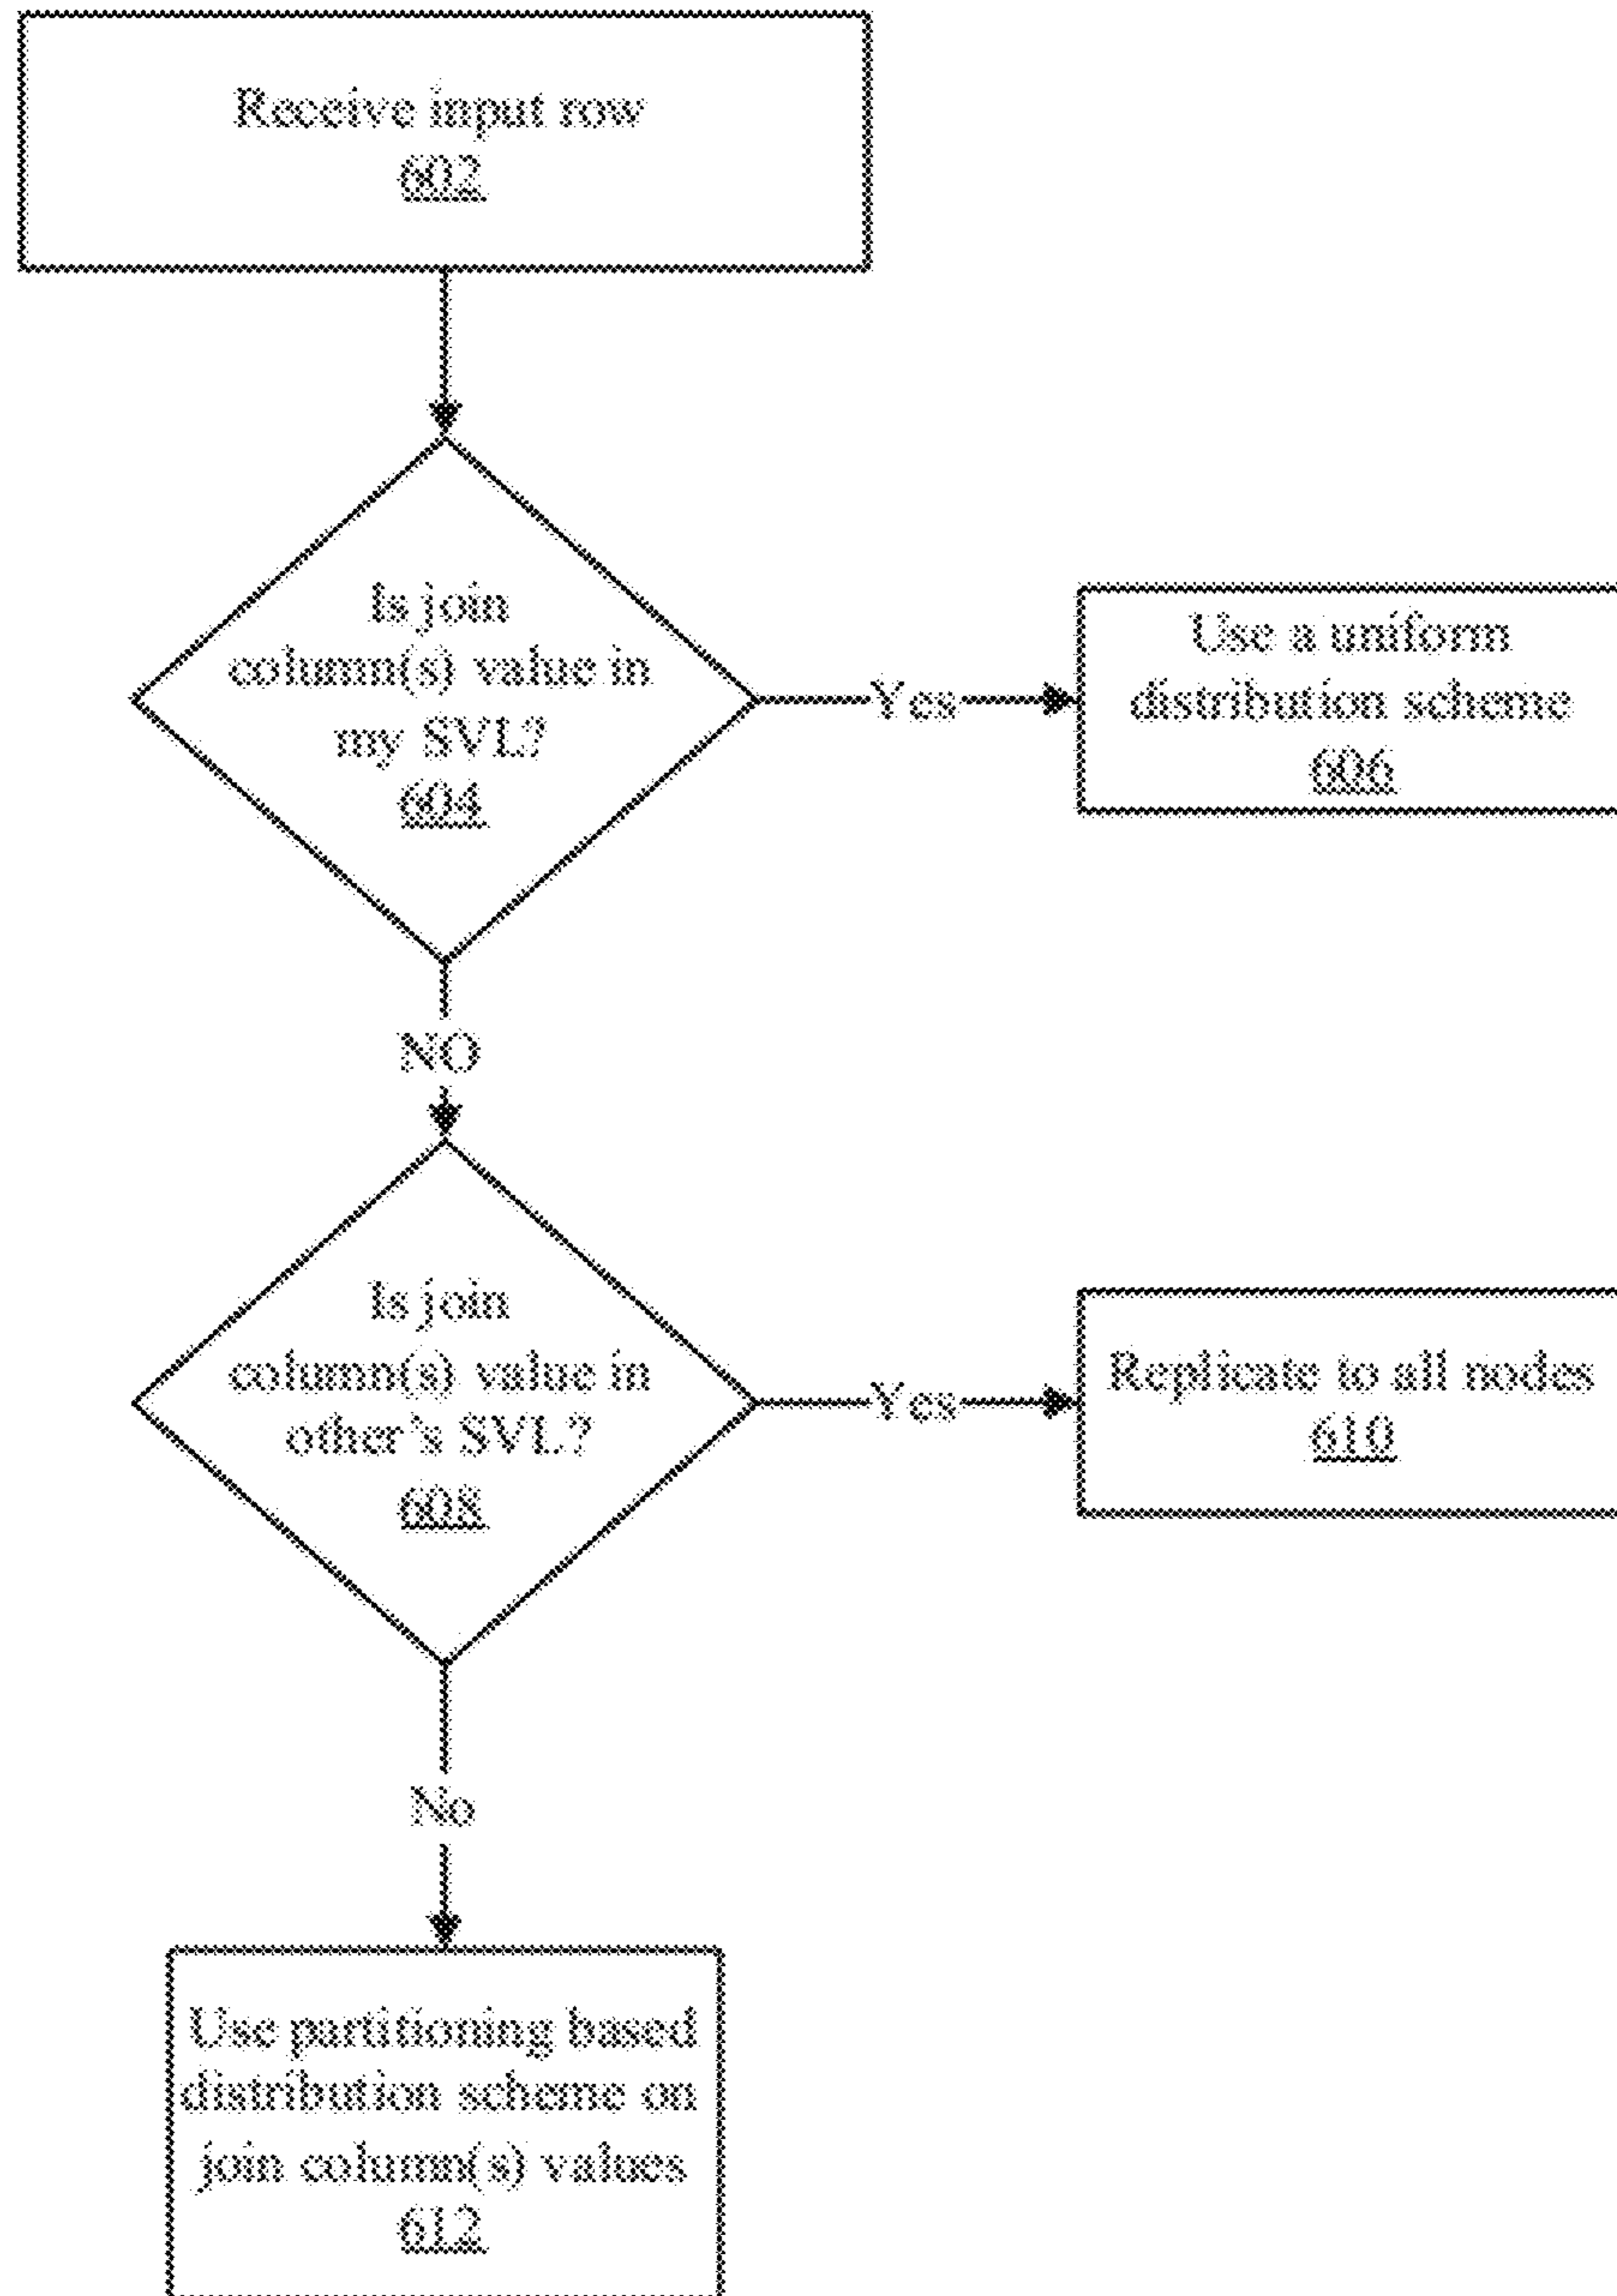 Receive input row
602
Is join
column(s) value in
my SVL?
604
Yes
Use a uniform
distribution scheme
606
NO
Is join
column(s) value in
other's SVL?
608
Yes
Replicate to all nodes
610
No
Use partitioning based
distribution scheme on
join column(s) values
612